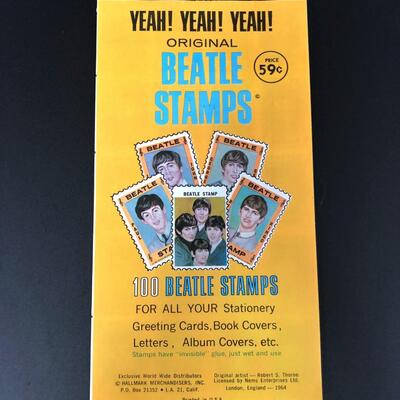 YEAH! YEAH! YEAH!
ORIGINAL
BEATLE
PRICE
59¢
STAMPS©
BEATLE
BEATLE
BEATLE
BEATLE STAMP
BEATLE
100 BEATLE STAMPS
FOR ALL YOUR Stationery
Greeting Cards, Book Covers,
Letters, Album Covers, etc.
Stamps have "invisible" glue, just wet and use
Exclusive World Wide Distributors
© HALLMARK MERCHANDISERS, INC.
P.O. Box 21352 • L.A. 21, Calif.
Original artist — Robert S. Thorne
Licensed by Nems Enterprises Ltd.
London, England — 1964
Printed in U.S.A.